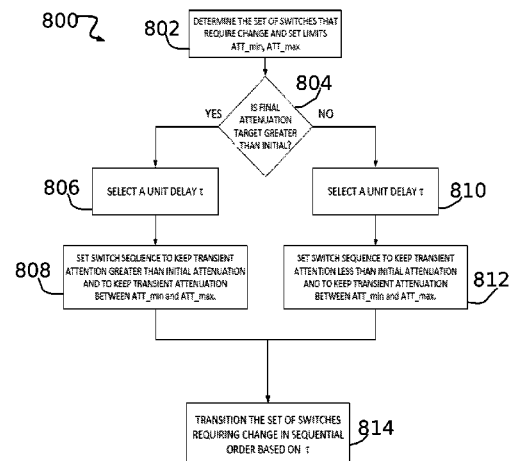 800
802
DETERMINE THE SET OF SWITCHES THAT
REQUIRE CHANGE AND SET LIMITS
ATT_min, ATT_max
804
IS FINAL
ATTENUATION
TARGET GREATER
THAN INITIAL?
YES
NO
806
SELECT A UNIT DELAY τ
SELECT A UNIT DELAY τ
810
808
SET SWITCH SEQUENCE TO KEEP TRANSIENT
ATTENTION GREATER THAN INITIAL ATTENUATION
AND TO KEEP TRANSIENT ATTENUATION
BETWEEN ATT_min and ATT_max.
SET SWITCH SEQUENCE TO KEEP TRANSIENT
ATTENTION LESS THAN INITIAL ATTENUATION
AND TO KEEP TRANSIENT ATTENUATION
BETWEEN ATT_min and ATT_max.
812
TRANSITION THE SET OF SWITCHES
REQUIRING CHANGE IN SEQUENTIAL
ORDER BASED ON τ
814